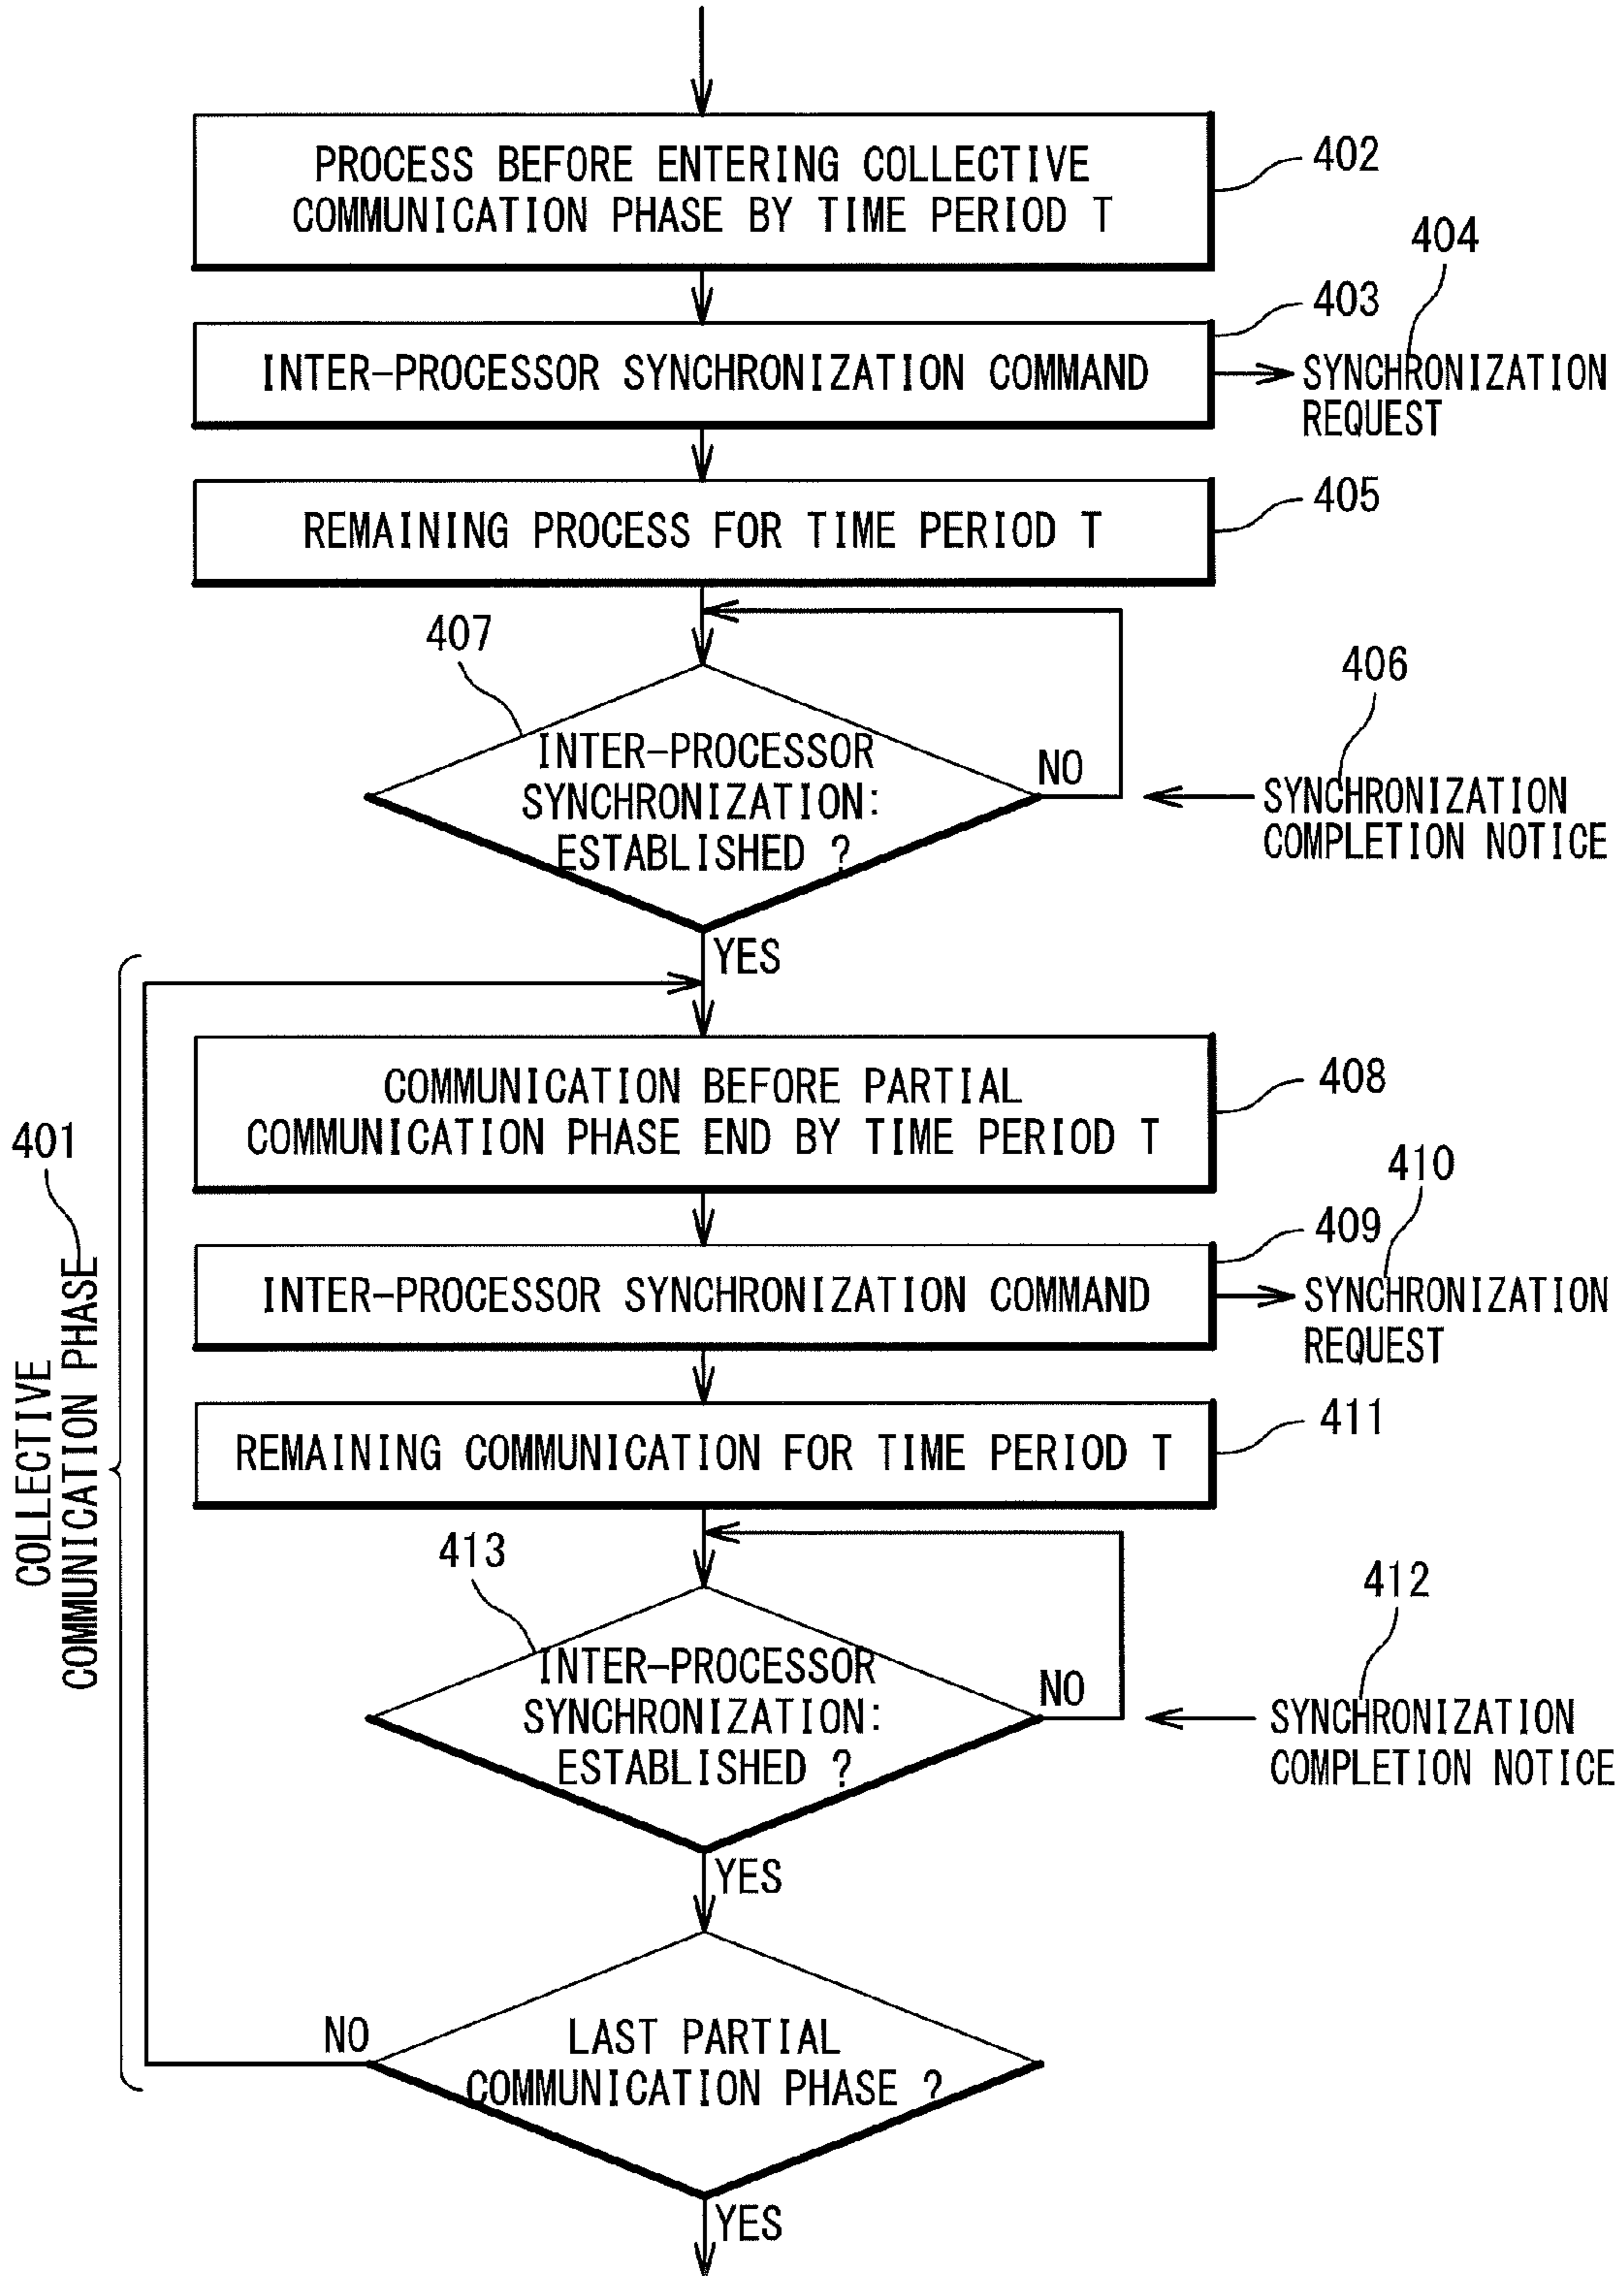 PROCESS BEFORE ENTERING COLLECTIVE
COMMUNICATION PHASE BY TIME PERIOD T
402
404
403
INTER-PROCESSOR SYNCHRONIZATION COMMAND
SYNCHRONIZATION
REQUEST
REMAINING PROCESS FOR TIME PERIOD T
405
407
406
INTER-PROCESSOR
SYNCHRONIZATION:
ESTABLISHED ?
NO
SYNCHRONIZATION
COMPLETION NOTICE
YES
COMMUNICATION BEFORE PARTIAL
COMMUNICATION PHASE END BY TIME PERIOD T
408
401
COLLECTIVE
COMMUNICATION PHASE
410
409
INTER-PROCESSOR SYNCHRONIZATION COMMAND
SYNCHRONIZATION
REQUEST
REMAINING COMMUNICATION FOR TIME PERIOD T
411
413
412
INTER-PROCESSOR
SYNCHRONIZATION:
ESTABLISHED ?
NO
SYNCHRONIZATION
COMPLETION NOTICE
YES
NO
LAST PARTIAL
COMMUNICATION PHASE ?
YES